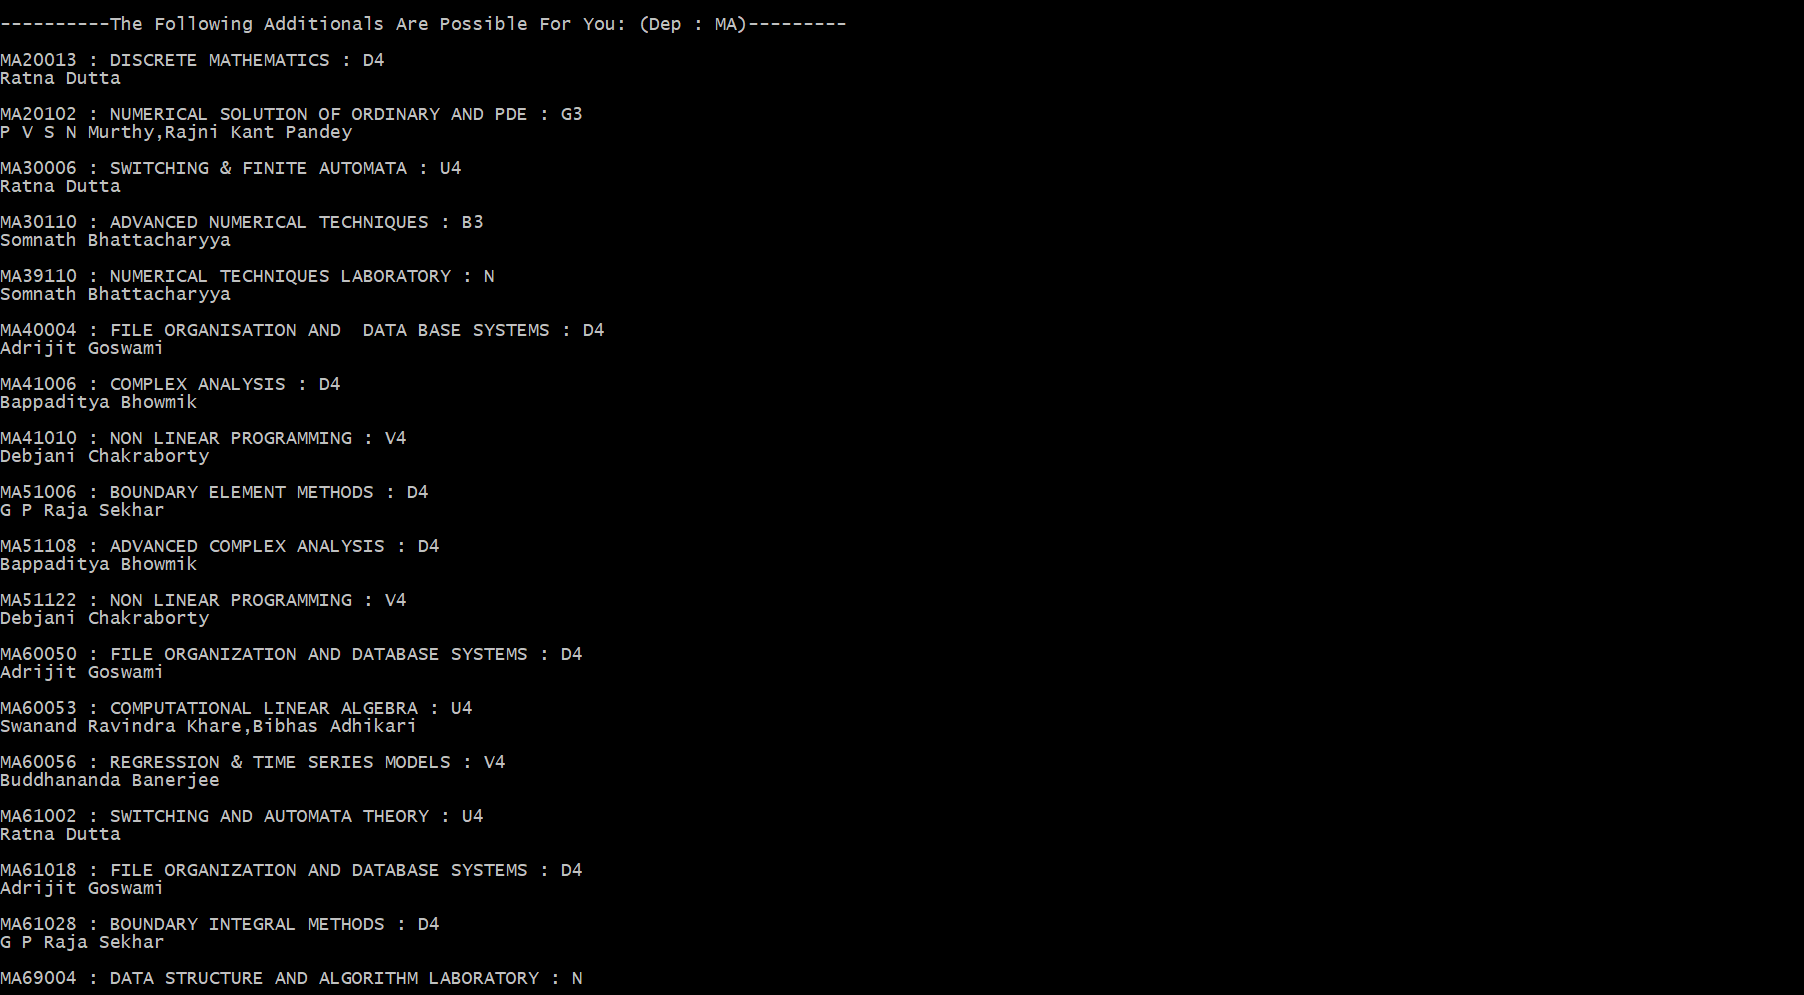 ----------The Following Additionals Are Possible For You: (Dep : MA)---------
MA20013 : DISCRETE MATHEMATICS : D4
Ratna Dutta
MA20102 : NUMERICAL SOLUTION OF ORDINARY AND PDE : G3
P V S N Murthy,Rajni Kant Pandey
MA30006 : SWITCHING & FINITE AUTOMATA : U4
Ratna Dutta
MA30110 : ADVANCED NUMERICAL TECHNIQUES : B3
Somnath Bhattacharyya
MA39110 : NUMERICAL TECHNIQUES LABORATORY : N
Somnath Bhattacharyya
MA40004 : FILE ORGANISATION AND  DATA BASE SYSTEMS : D4
Adrijit Goswami
MA41006 : COMPLEX ANALYSIS : D4
Bappaditya Bhowmik
MA41010 : NON LINEAR PROGRAMMING : V4
Debjani Chakraborty
MA51006 : BOUNDARY ELEMENT METHODS : D4
G P Raja Sekhar
MA51108 : ADVANCED COMPLEX ANALYSIS : D4
Bappaditya Bhowmik
MA51122 : NON LINEAR PROGRAMMING : V4
Debjani Chakraborty
MA60050 : FILE ORGANIZATION AND DATABASE SYSTEMS : D4
Adrijit Goswami
MA60053 : COMPUTATIONAL LINEAR ALGEBRA : U4
Swanand Ravindra Khare,Bibhas Adhikari
MA60056 : REGRESSION & TIME SERIES MODELS : V4
Buddhananda Banerjee
MA61002 : SWITCHING AND AUTOMATA THEORY : U4
Ratna Dutta
MA61018 : FILE ORGANIZATION AND DATABASE SYSTEMS : D4
Adrijit Goswami
MA61028 : BOUNDARY INTEGRAL METHODS : D4
G P Raja Sekhar
MA69004 : DATA STRUCTURE AND ALGORITHM LABORATORY : N